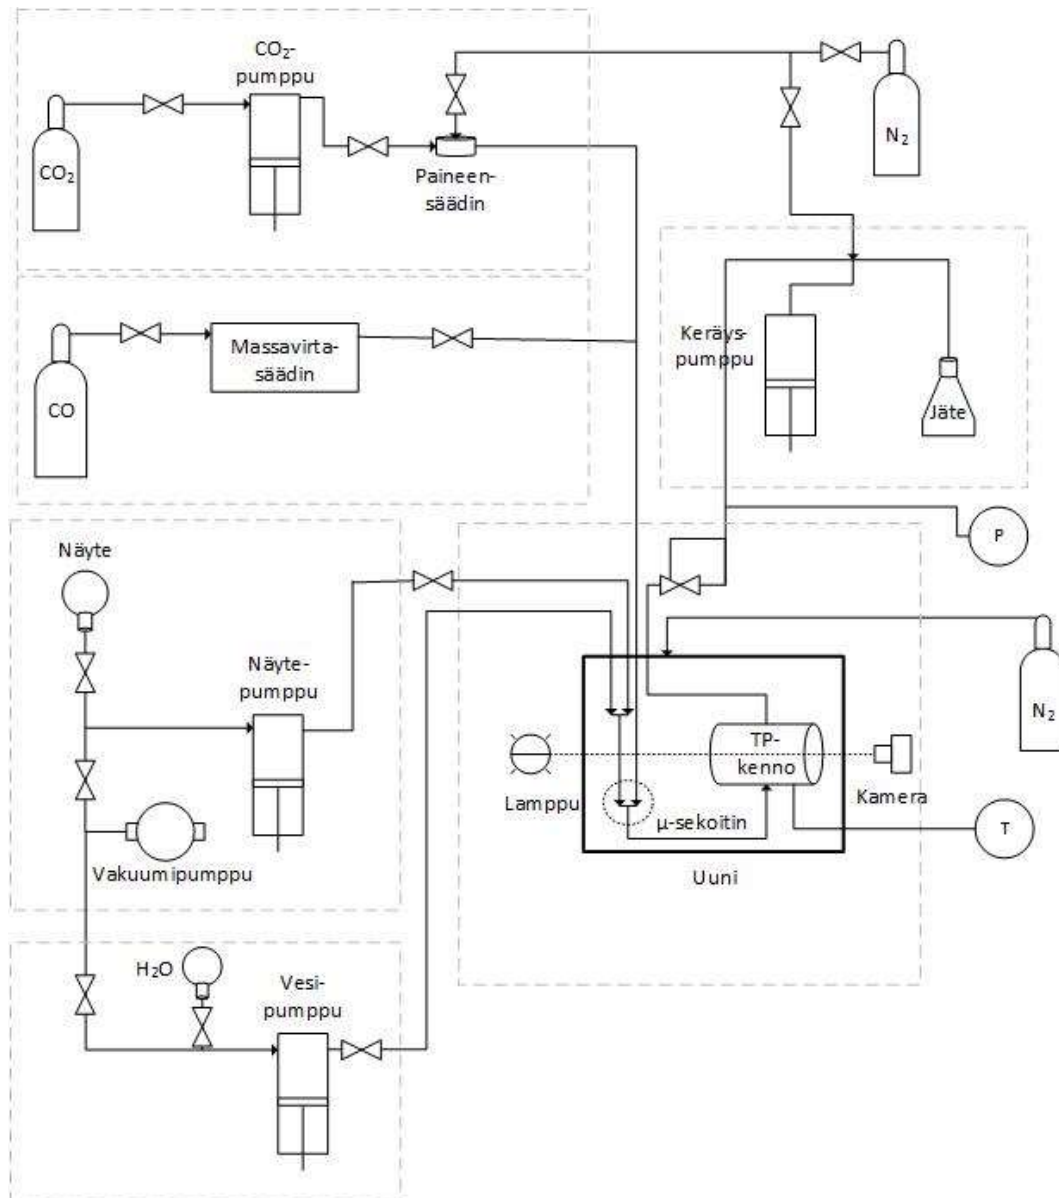 CO₂-
pumppu
N₂
CO₂
Paineen-
säädin
Massavirta-
säädin
Keräys-
pumppu
CO
Jäte
P
Näyte
Näyte-
pumppu
N₂
TP-
kenno
Lamppu
Kamera
µ-sekoitin
T
Vakuumipumppu
Uuni
H₂O
Vesi-
pumppu